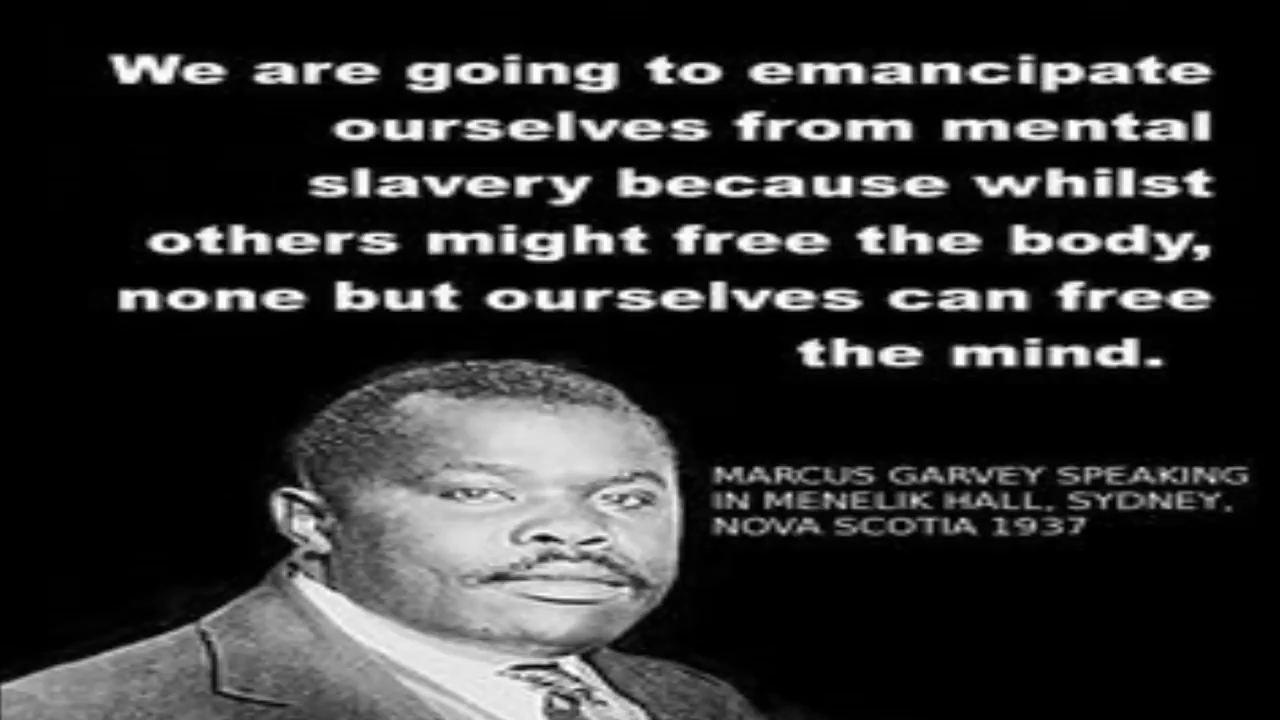 We are going to emancipate
ourselves from mental
slavery because whilst
others might free the body,
none but ourselves can free
the mind.
MARCUS GARVEY SPEAKING
IN MENELIK HALL, SYDNEY,
NOVA SCOTIA 1937